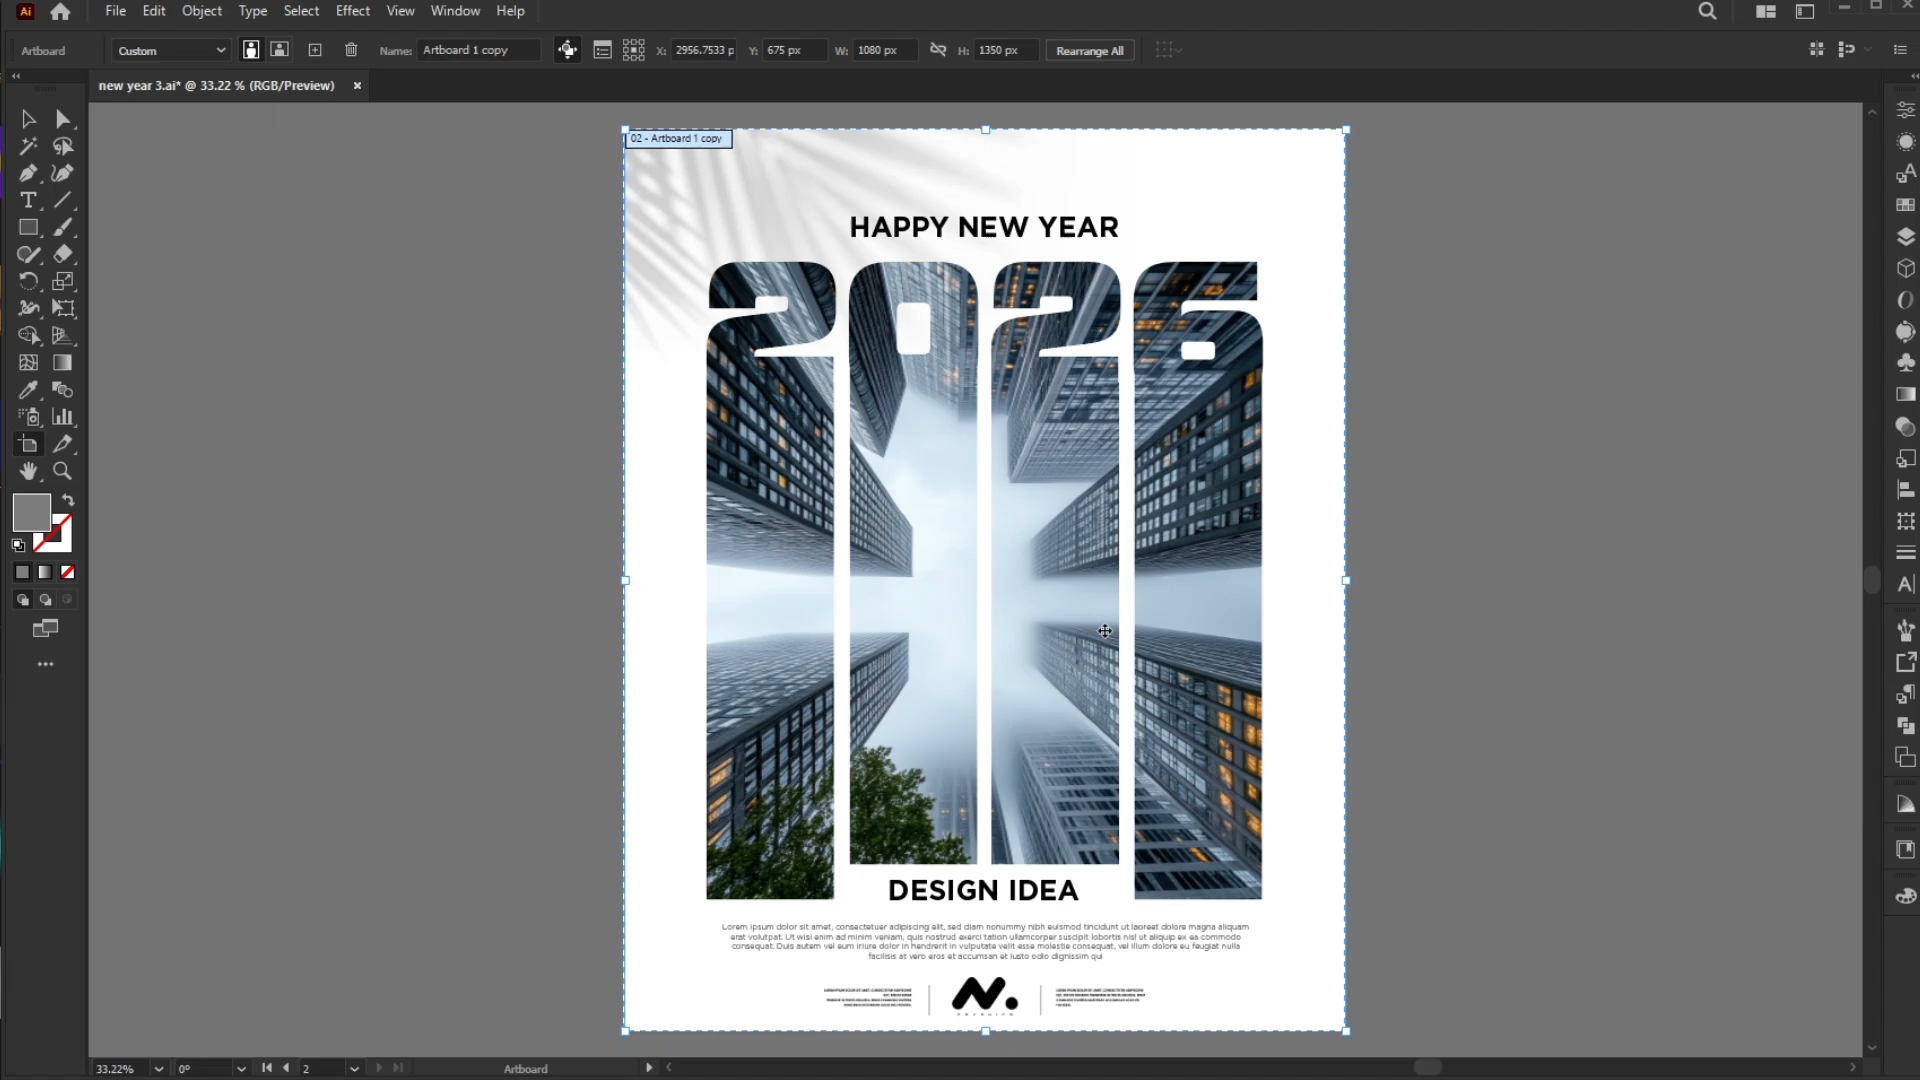 Ai File Edit Object Type Select Effect View Window Help
Artboard Custom Name: Artboard 1 copy X: 2956.7533 p Y: 675 px W: 1080 px H: 1350 px Rearrange All
new year 3.ai* @ 33.22 % (RGB/Preview) ×
02 - Artboard 1 copy
HAPPY NEW YEAR
2026
DESIGN IDEA
Lorem ipsum dolor sit amet, consectetuer adipiscing elit, sed diam nonummy nibh euismod tincidunt ut laoreet dolore magna aliquam
erat volutpat. Ut wisi enim ad minim veniam, quis nostrud exerci tation ullamcorper suscipit lobortis nisl ut aliquip ex ea commodo
consequat. Duis autem vel eum iriure dolor in hendrerit in vulputate velit esse molestie consequat, vel illum dolore eu feugiat nulla
facilisis at vero eros et accumsan et iusto odio dignissim qui
33.22% 0° 2 Artboard